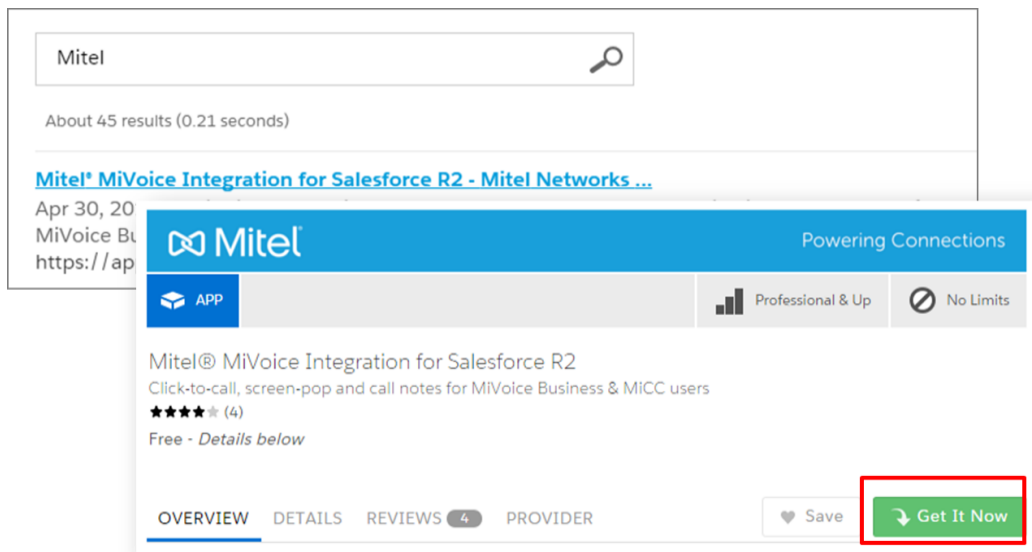 Mitel
About 45 results (0.21 seconds)
Mitel® MiVoice Integration for Salesforce R2 - Mitel Networks ...
Apr 30, 20
MiVoice Bu
https://ap
Mitel
Powering Connections
APP
Professional & Up
No Limits
Mitel® MiVoice Integration for Salesforce R2
Click-to-call, screen-pop and call notes for MiVoice Business & MiCC users
(4)
Free - Details below
OVERVIEW DETAILS REVIEWS 4 PROVIDER
Save
Get It Now